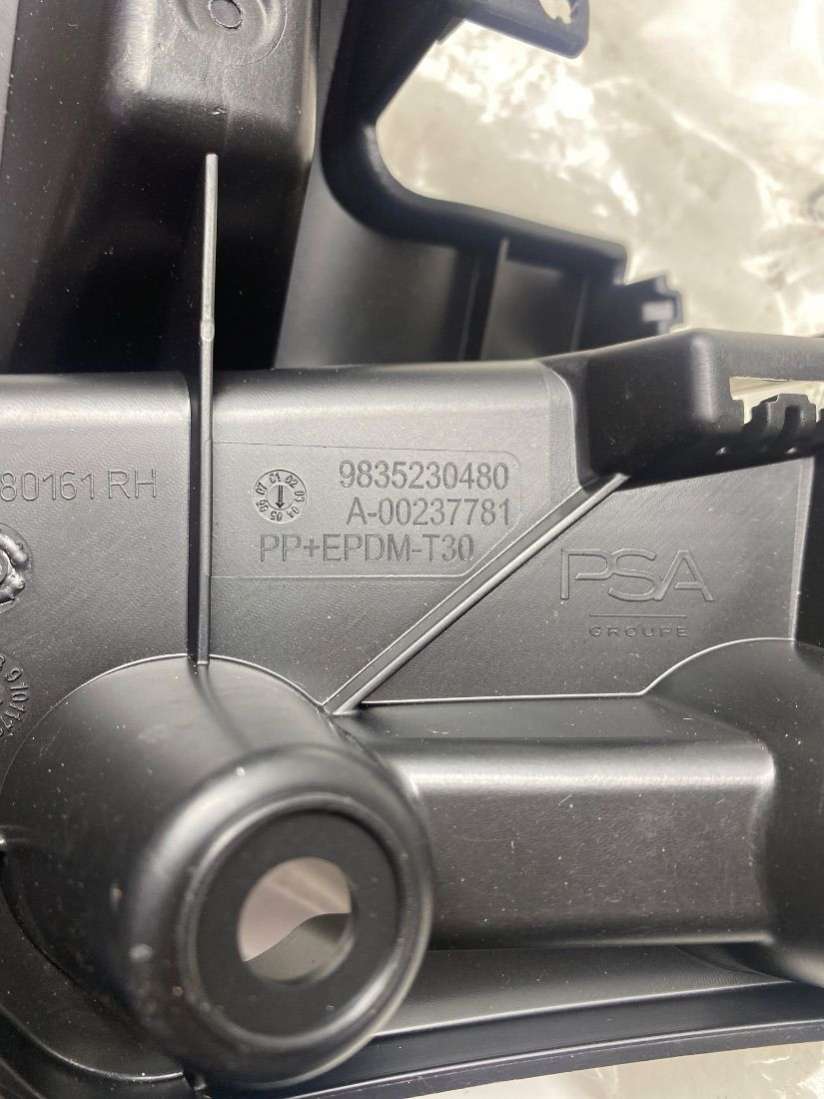 80161 RH
9835230480
A-00237781
PP+EPDM-T30
PSA
GROUPE